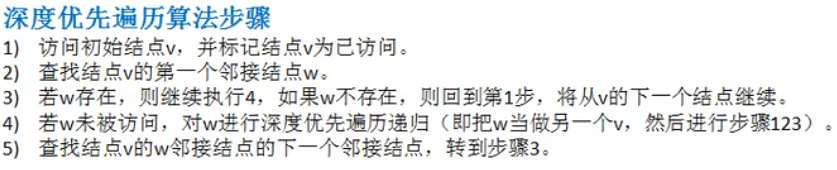 深度优先遍历算法步骤
1) 访问初始结点v，并标记结点v为已访问。
2) 查找结点v的第一个邻接结点w。
3) 若w存在，则继续执行4，如果w不存在，则回到第1步，将从v的下一个结点继续。
4) 若w未被访问，对w进行深度优先遍历递归（即把w当做另一个v，然后进行步骤123）。
5) 查找结点v的w邻接结点的下一个邻接结点，转到步骤3。